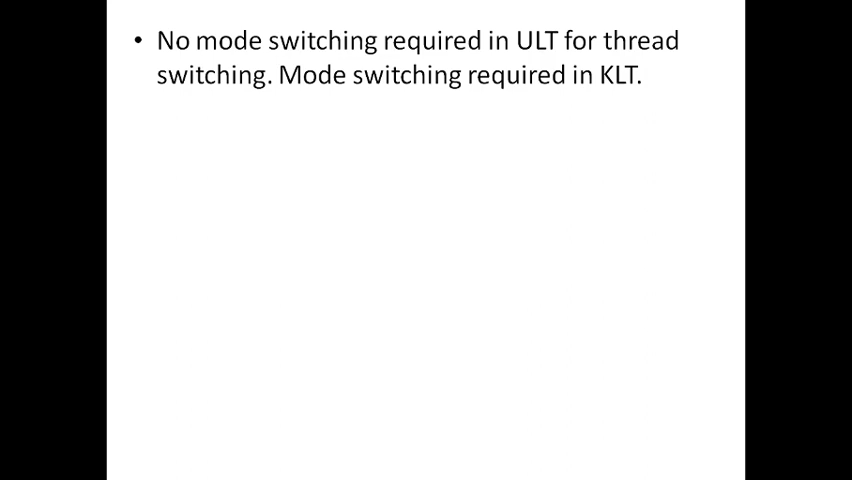 • No mode switching required in ULT for thread
switching. Mode switching required in KLT.